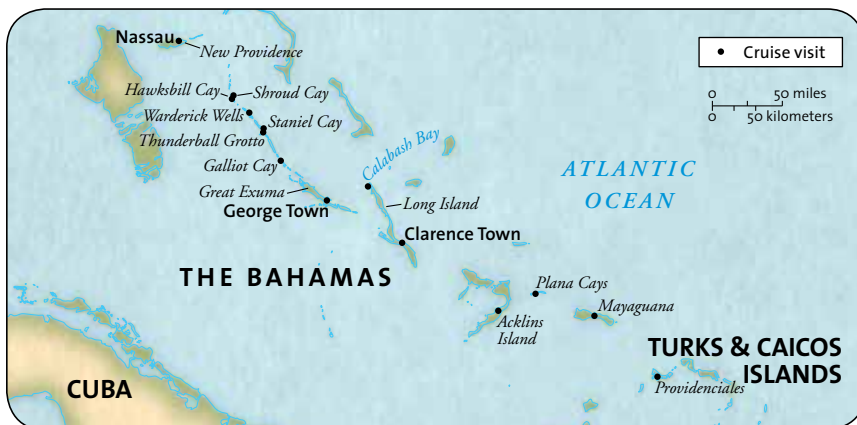 Nassau
New Providence
Cruise visit
0 50 miles
0 50 kilometers
Hawksbill Cay
Shroud Cay
Warderick Wells
Staniel Cay
Thunderball Grotto
Galliot Cay
Calabash Bay
ATLANTIC
OCEAN
Great Exuma
George Town
Long Island
Clarence Town
THE BAHAMAS
Plana Cays
Mayaguana
Acklins
Island
TURKS & CAICOS
ISLANDS
Providenciales
CUBA